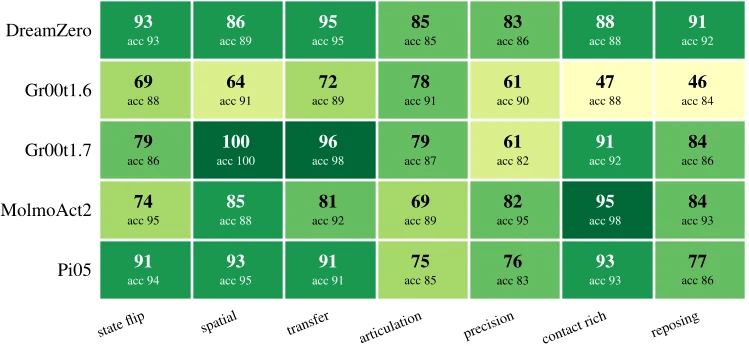 DreamZero
93 86 95 85 83 88 91
acc 93 acc 89 acc 95 acc 85 acc 86 acc 88 acc 92
Gr00t1.6
69 64 72 78 61 47 46
acc 88 acc 91 acc 89 acc 91 acc 90 acc 88 acc 84
Gr00t1.7
79 100 96 79 61 91 84
acc 86 acc 100 acc 98 acc 87 acc 82 acc 92 acc 86
MolmoAct2
74 85 81 69 82 95 84
acc 95 acc 88 acc 92 acc 89 acc 95 acc 98 acc 93
Pi05
91 93 91 75 76 93 77
acc 94 acc 95 acc 91 acc 85 acc 83 acc 93 acc 86
state flip spatial transfer articulation precision contact rich reposing